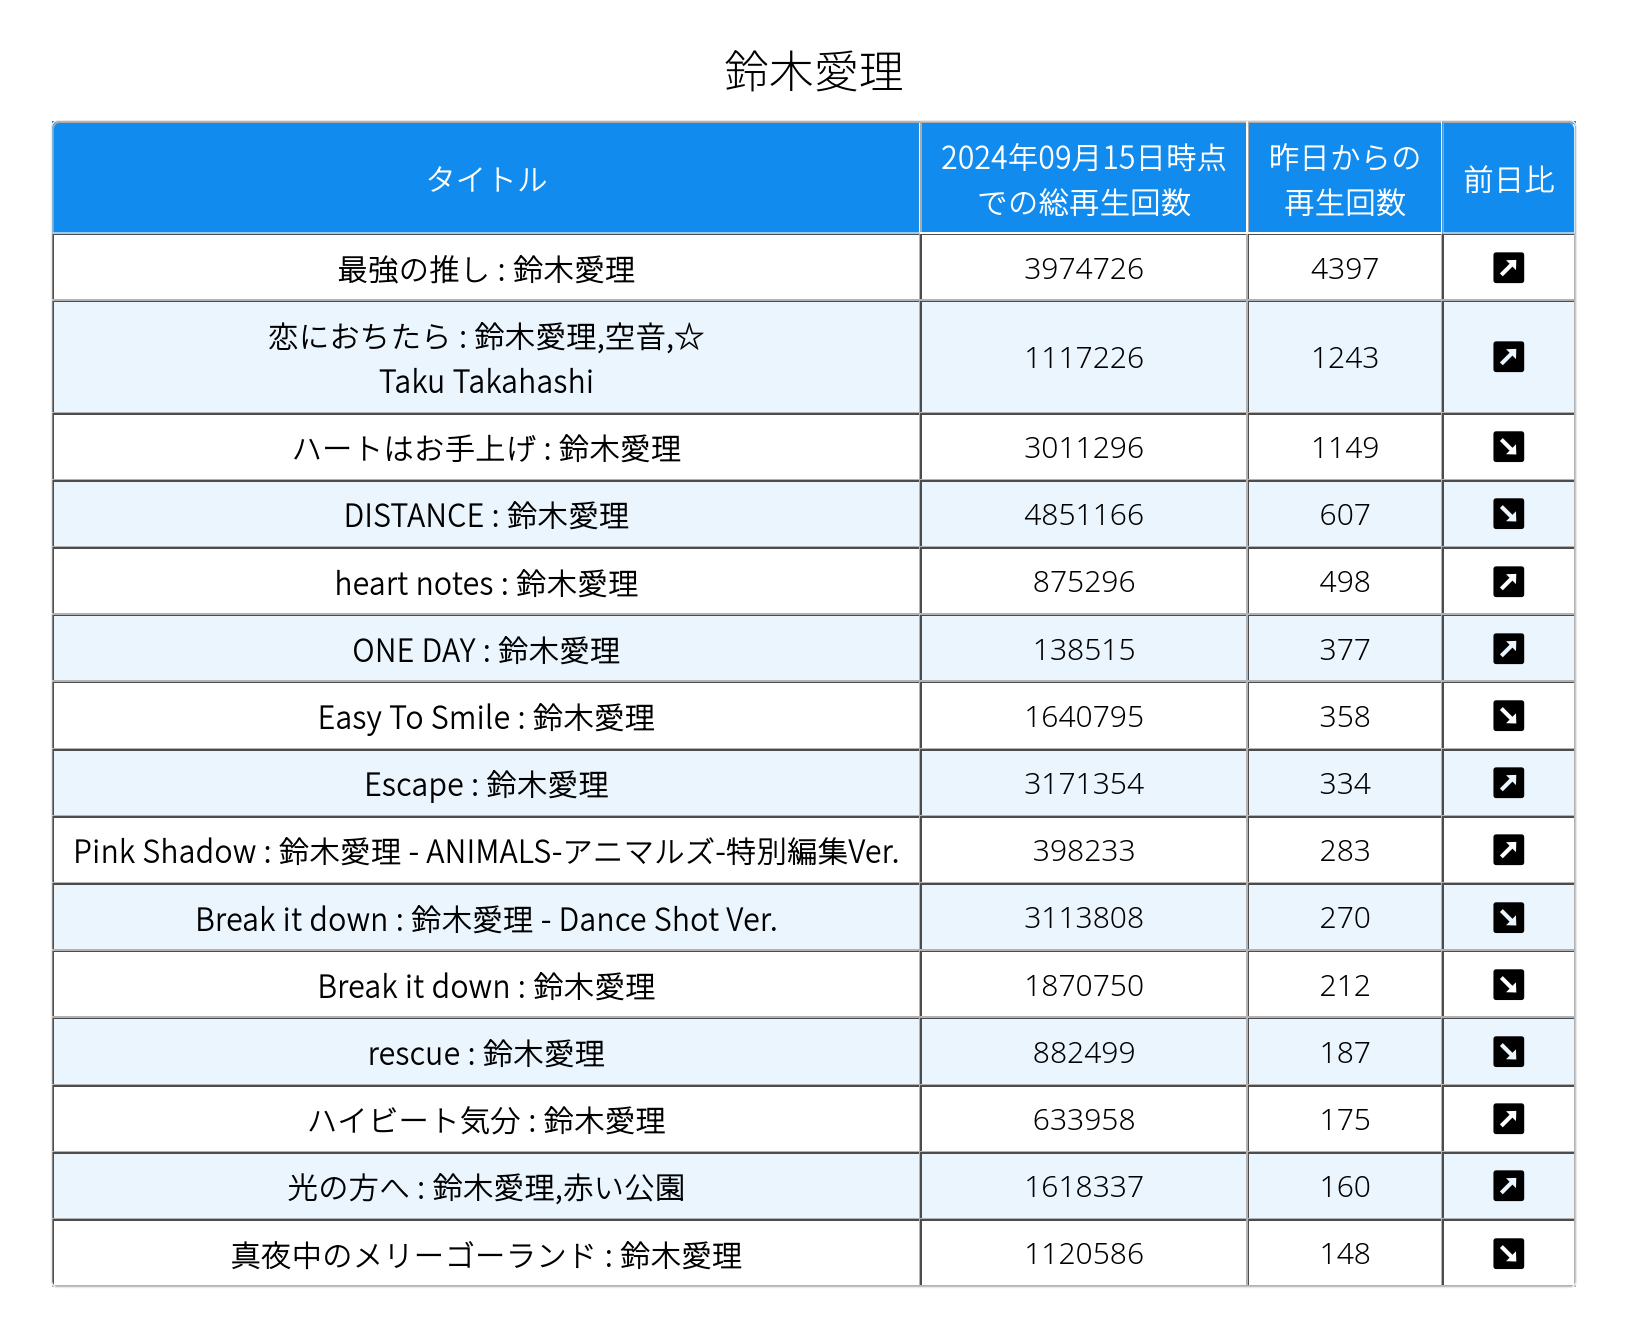 鈴木愛理
タイトル
2024年09月15日時点
での総再生回数
昨日からの
再生回数
前日比
最強の推し : 鈴木愛理 3974726 4397
恋におちたら : 鈴木愛理,空音,☆
Taku Takahashi 1117226 1243
ハートはお手上げ : 鈴木愛理 3011296 1149
DISTANCE : 鈴木愛理 4851166 607
heart notes : 鈴木愛理 875296 498
ONE DAY : 鈴木愛理 138515 377
Easy To Smile : 鈴木愛理 1640795 358
Escape : 鈴木愛理 3171354 334
Pink Shadow : 鈴木愛理 - ANIMALS-アニマルズ-特別編集Ver. 398233 283
Break it down : 鈴木愛理 - Dance Shot Ver. 3113808 270
Break it down : 鈴木愛理 1870750 212
rescue : 鈴木愛理 882499 187
ハイビート気分 : 鈴木愛理 633958 175
光の方へ : 鈴木愛理,赤い公園 1618337 160
真夜中のメリーゴーランド : 鈴木愛理 1120586 148